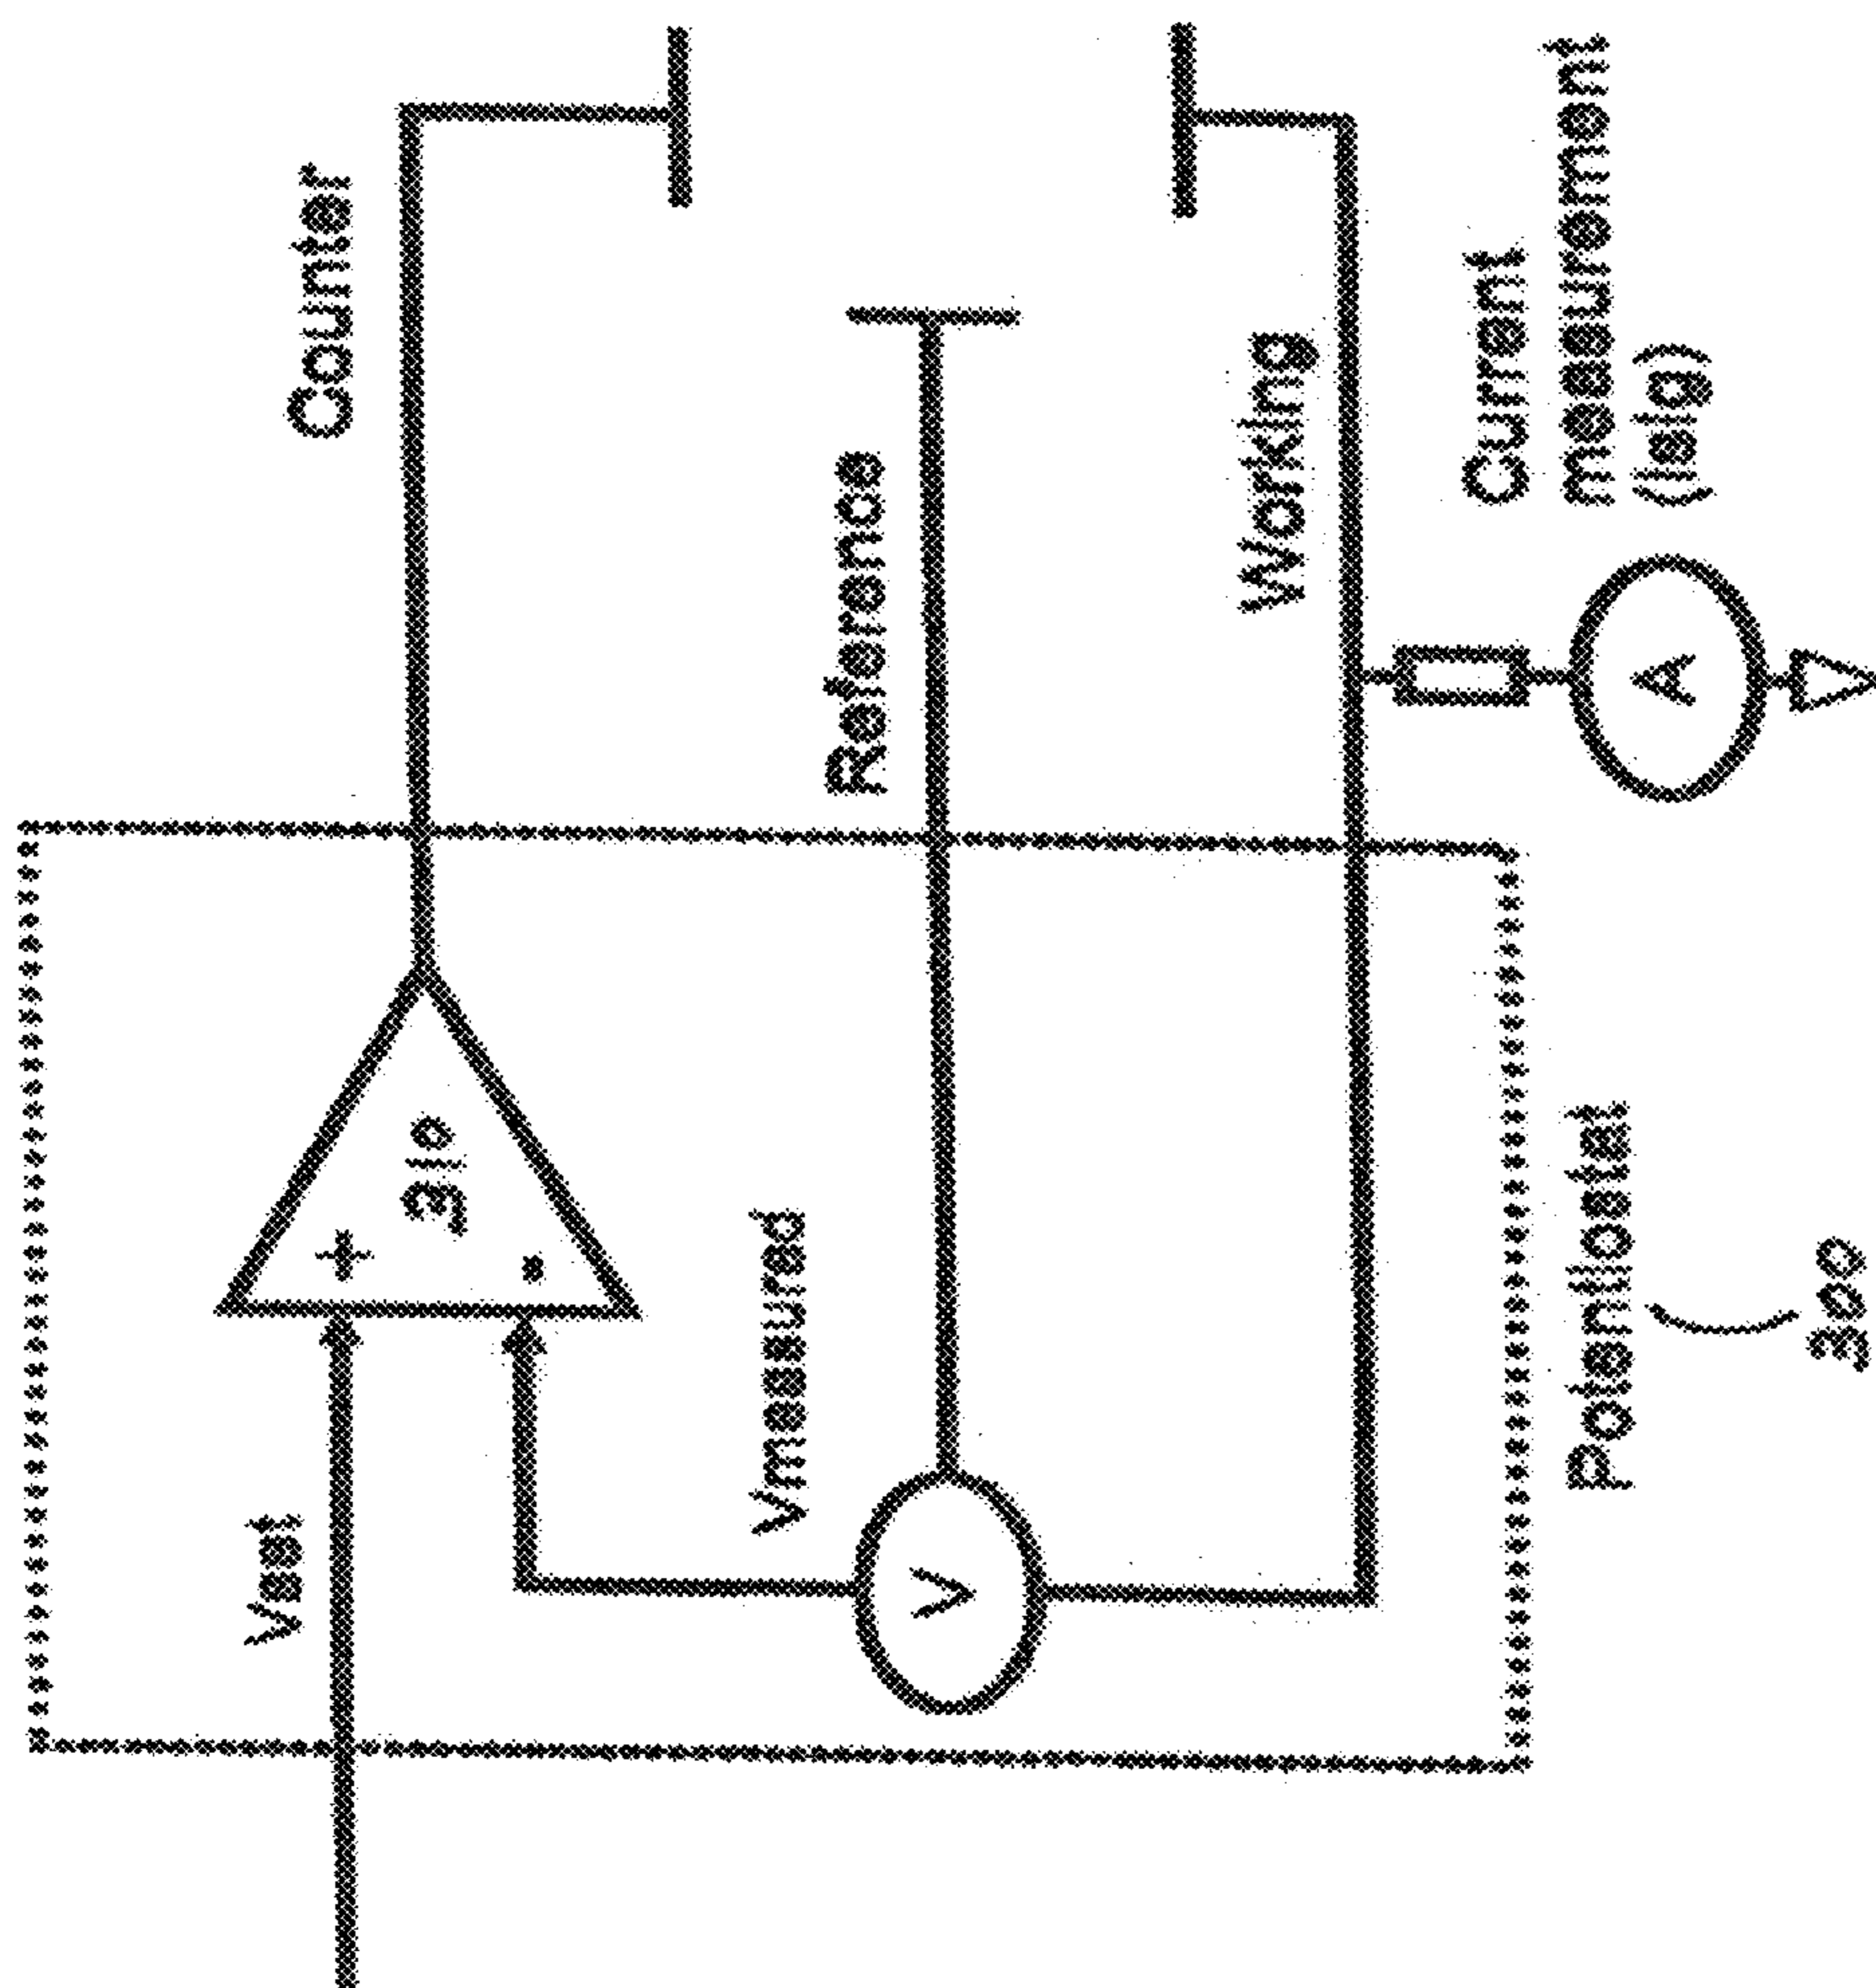 Counter
Vset
+
310
-
Reference
Vmeasured
V
Working
Current
measurement
(Isig)
A
Potentiostat
300